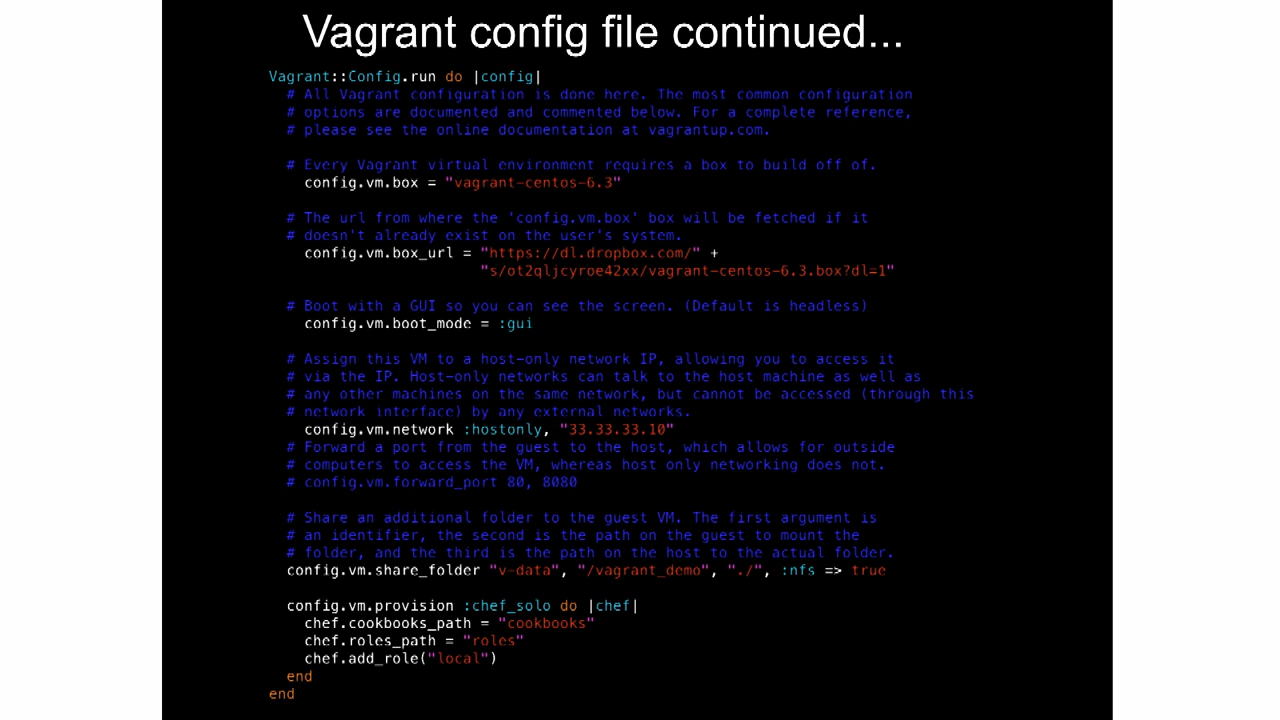 Vagrant config file continued...
Vagrant::Config.run do |config|
# All Vagrant configuration is done here. The most common configuration
# options are documented and commented below. For a complete reference,
# please see the online documentation at vagrantup.com.
# Every Vagrant virtual environment requires a box to build off of.
config.vm.box = "vagrant-centos-6.3"
# The url from where the 'config.vm.box' box will be fetched if it
# doesn't already exist on the user's system.
config.vm.box_url = "https://dl.dropbox.com/" +
"s/ot2qljcyroe42xx/vagrant-centos-6.3.box?dl=1"
# Boot with a GUI so you can see the screen. (Default is headless)
config.vm.boot_mode = :gui
# Assign this VM to a host-only network IP, allowing you to access it
# via the IP. Host-only networks can talk to the host machine as well as
# any other machines on the same network, but cannot be accessed (through this
# network interface) by any external networks.
config.vm.network :hostonly, "33.33.33.10"
# Forward a port from the guest to the host, which allows for outside
# computers to access the VM, whereas host only networking does not.
# config.vm.forward_port 80, 8080
# Share an additional folder to the guest VM. The first argument is
# an identifier, the second is the path on the guest to mount the
# folder, and the third is the path on the host to the actual folder.
config.vm.share_folder "v-data", "/vagrant_demo", "./", :nfs => true
config.vm.provision :chef_solo do |chef|
chef.cookbooks_path = "cookbooks"
chef.roles_path = "roles"
chef.add_role("local")
end
end